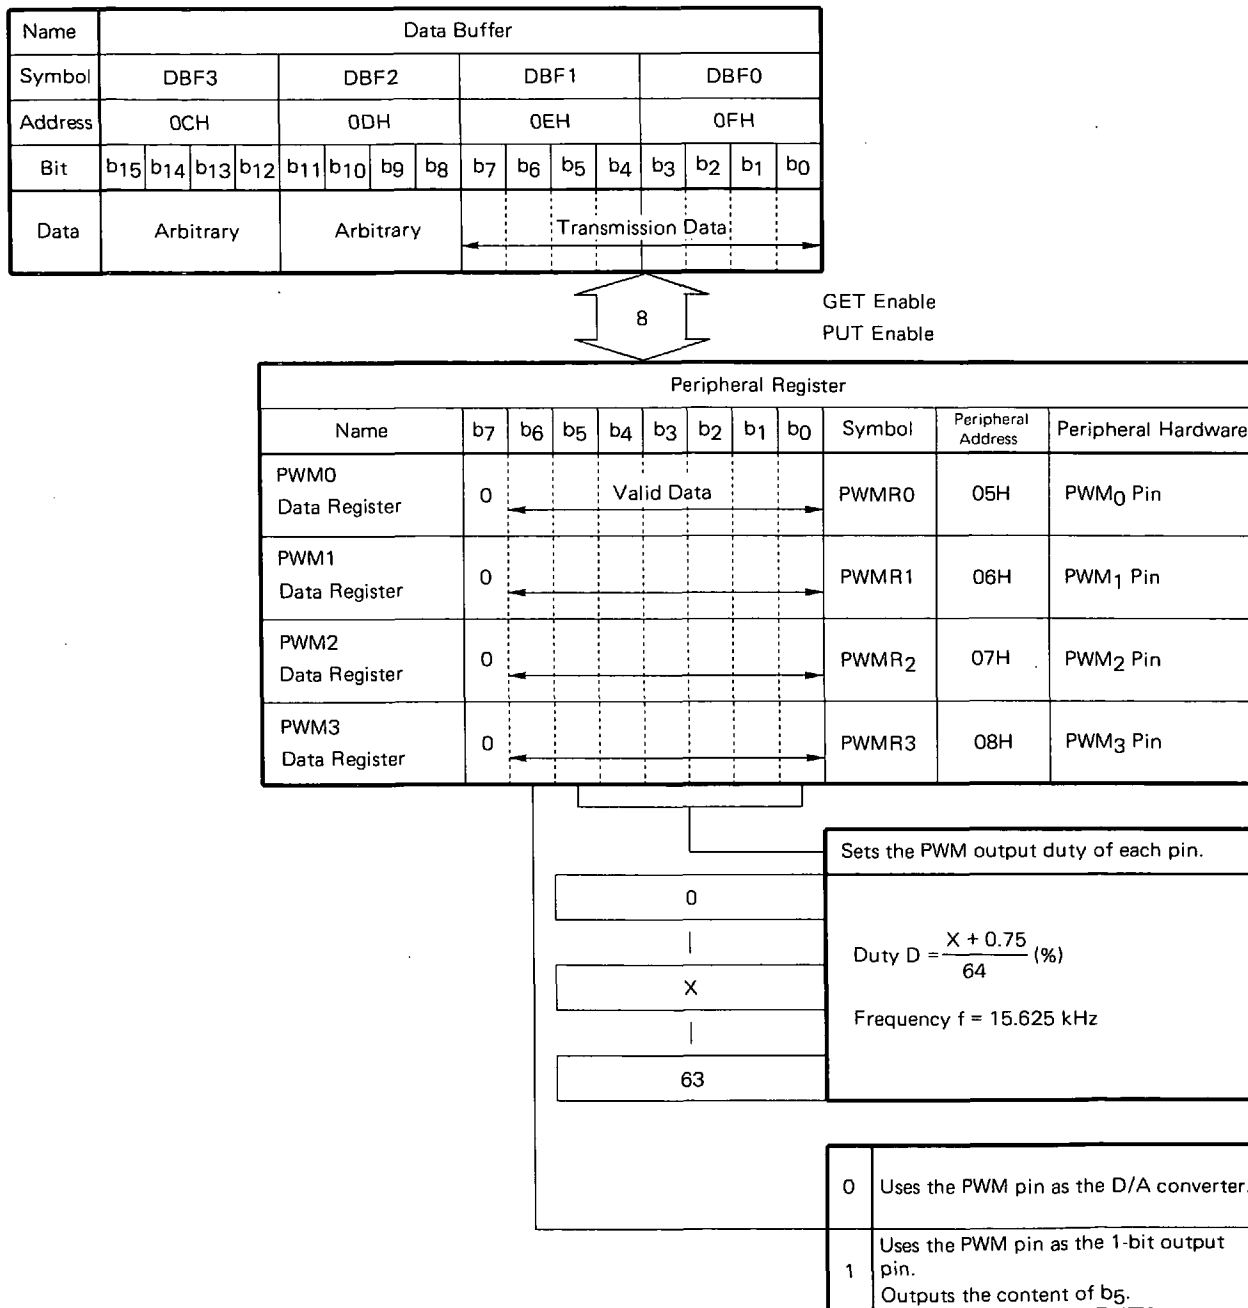 Name Data Buffer
Symbol DBF3 DBF2 DBF1 DBF0
Address 0CH 0DH 0EH 0FH
Bit b15 b14 b13 b12 b11 b10 b9 b8 b7 b6 b5 b4 b3 b2 b1 b0
Data Arbitrary Arbitrary Transmission Data
8
GET Enable
PUT Enable
Peripheral Register
Name b7 b6 b5 b4 b3 b2 b1 b0 Symbol Peripheral Address Peripheral Hardware
PWM0
Data Register 0 Valid Data PWMR0 05H PWM0 Pin
PWM1
Data Register 0 PWMR1 06H PWM1 Pin
PWM2
Data Register 0 PWMR2 07H PWM2 Pin
PWM3
Data Register 0 PWMR3 08H PWM3 Pin
Sets the PWM output duty of each pin.
0
X
63
Duty D = X + 0.75 / 64 (%)
Frequency f = 15.625 kHz
0 Uses the PWM pin as the D/A converter.
1 Uses the PWM pin as the 1-bit output
pin.
Outputs the content of b5.